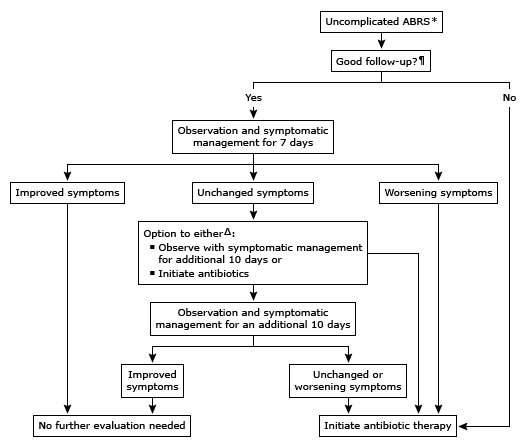 Uncomplicated ABRS*
Good follow-up?¶
Yes
No
Observation and symptomatic
management for 7 days
Improved symptoms
Unchanged symptoms
Worsening symptoms
Option to eitherΔ:
▪ Observe with symptomatic management
for additional 10 days or
▪ Initiate antibiotics
Observation and symptomatic
management for an additional 10 days
Improved
symptoms
Unchanged or
worsening symptoms
No further evaluation needed
Initiate antibiotic therapy